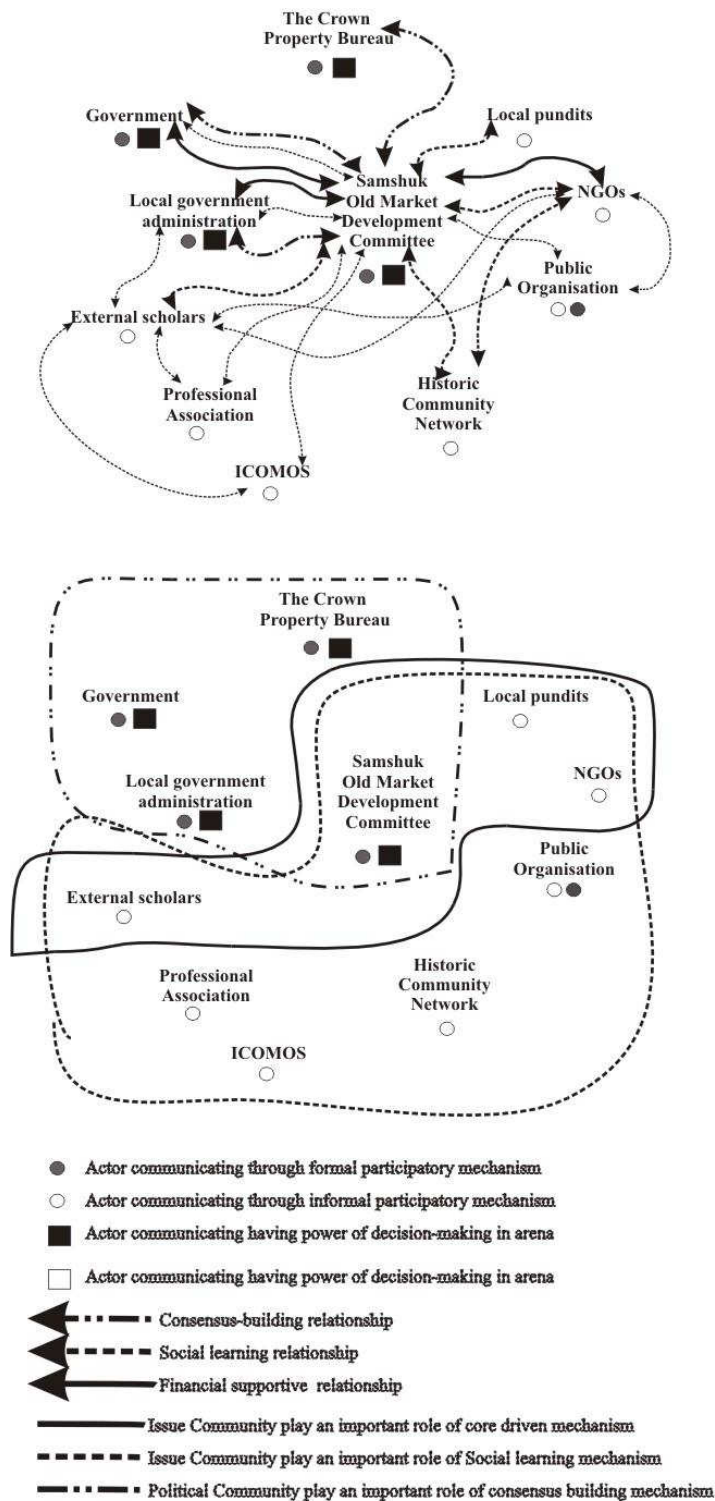 The Crown
Property Bureau
Government
Local pundits
Samshuk
Old Market
Development
Committee
NGOs
Local government
administration
Public
Organisation
External scholars
Professional
Association
Historic
Community
Network
ICOMOS
The Crown
Property Bureau
Government
Local pundits
Samshuk
Old Market
Development
Committee
NGOs
Local government
administration
Public
Organisation
External scholars
Professional
Association
Historic
Community
Network
ICOMOS
Actor communicating through formal participatory mechanism
Actor communicating through informal participatory mechanism
Actor communicating having power of decision-making in arena
Actor communicating having power of decision-making in arena
Consensus-building relationship
Social learning relationship
Financial supportive relationship
Issue Community play an important role of core driven mechanism
Issue Community play an important role of Social learning mechanism
Political Community play an important role of consensus building mechanism